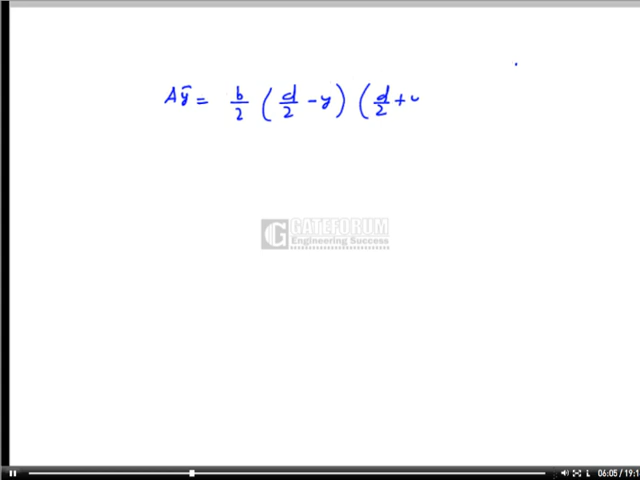 Aȳ = b/2 (d/2 - y) (d/2 +
GATEFORUM
Engineering Success
06:05 / 19:1